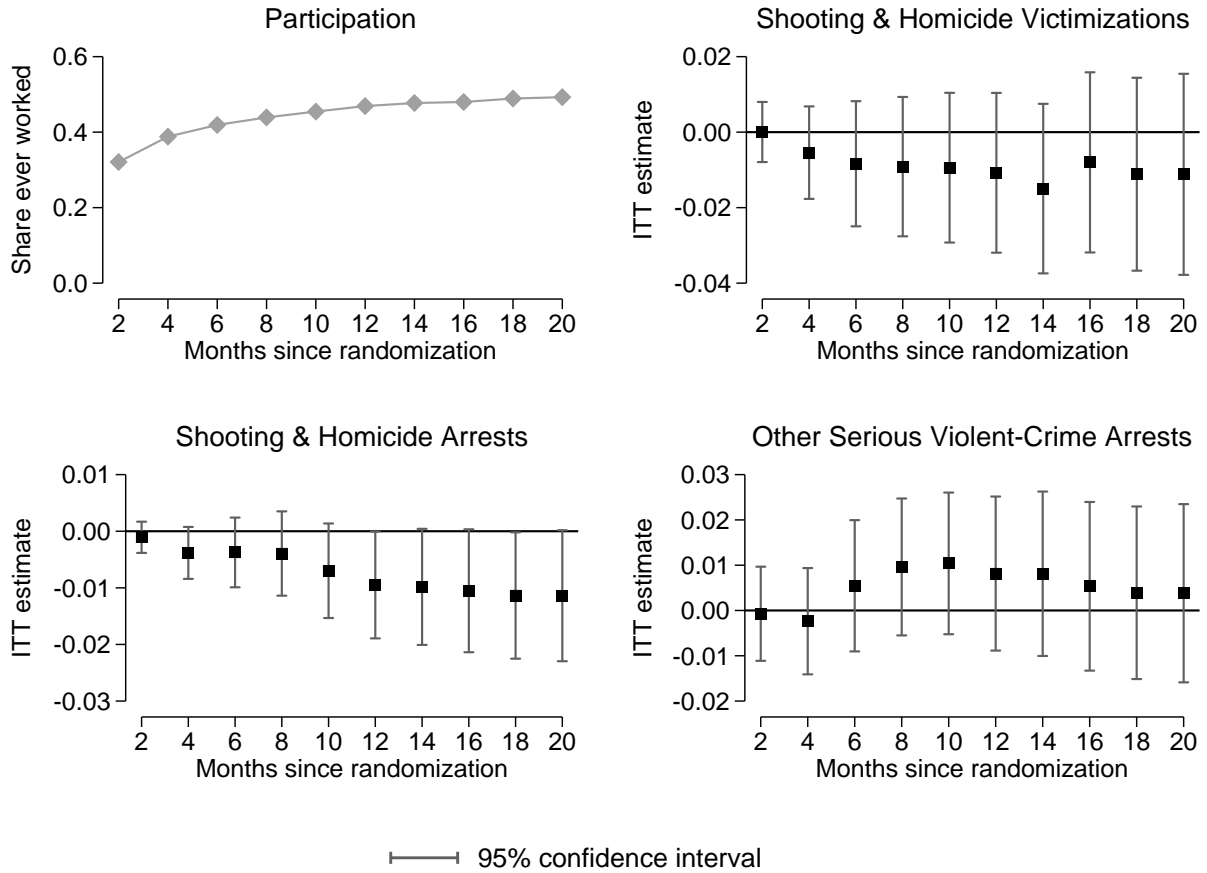 Participation
Share ever worked
0.6
0.4
0.2
0.0
2 4 6 8 10 12 14 16 18 20
Months since randomization
Shooting & Homicide Victimizations
ITT estimate
0.02
0.00
-0.02
-0.04
2 4 6 8 10 12 14 16 18 20
Months since randomization
Shooting & Homicide Arrests
ITT estimate
0.01
0.00
-0.01
-0.02
-0.03
2 4 6 8 10 12 14 16 18 20
Months since randomization
Other Serious Violent-Crime Arrests
ITT estimate
0.03
0.02
0.01
0.00
-0.01
-0.02
2 4 6 8 10 12 14 16 18 20
Months since randomization
95% confidence interval